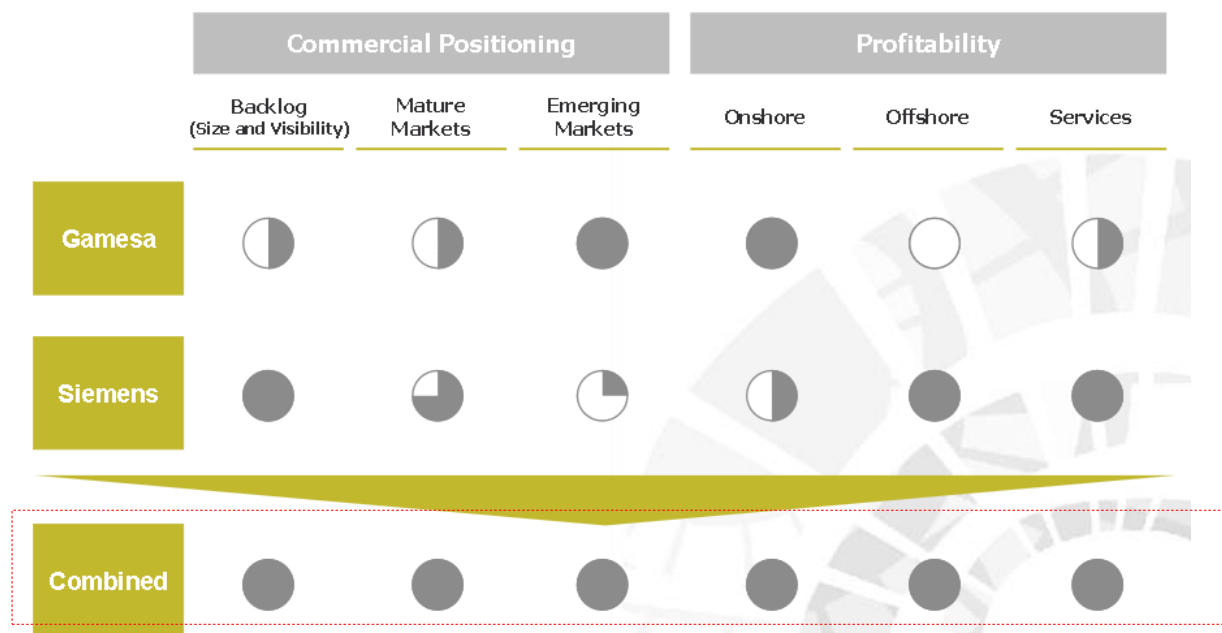 Commercial Positioning
Profitability
Backlog
(Size and Visibility)
Mature
Markets
Emerging
Markets
Onshore
Offshore
Services
Gamesa
Siemens
Combined